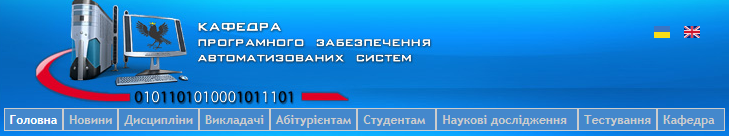 КАФЕДРА
ПРОГРАМНОГО ЗАБЕЗПЕЧЕННЯ
АВТОМАТИЗОВАНИХ СИСТЕМ
0101101010001011101
Головна Новини Дисципліни Викладачі Абітурієнтам Студентам Наукові дослідження Тестування Кафедра